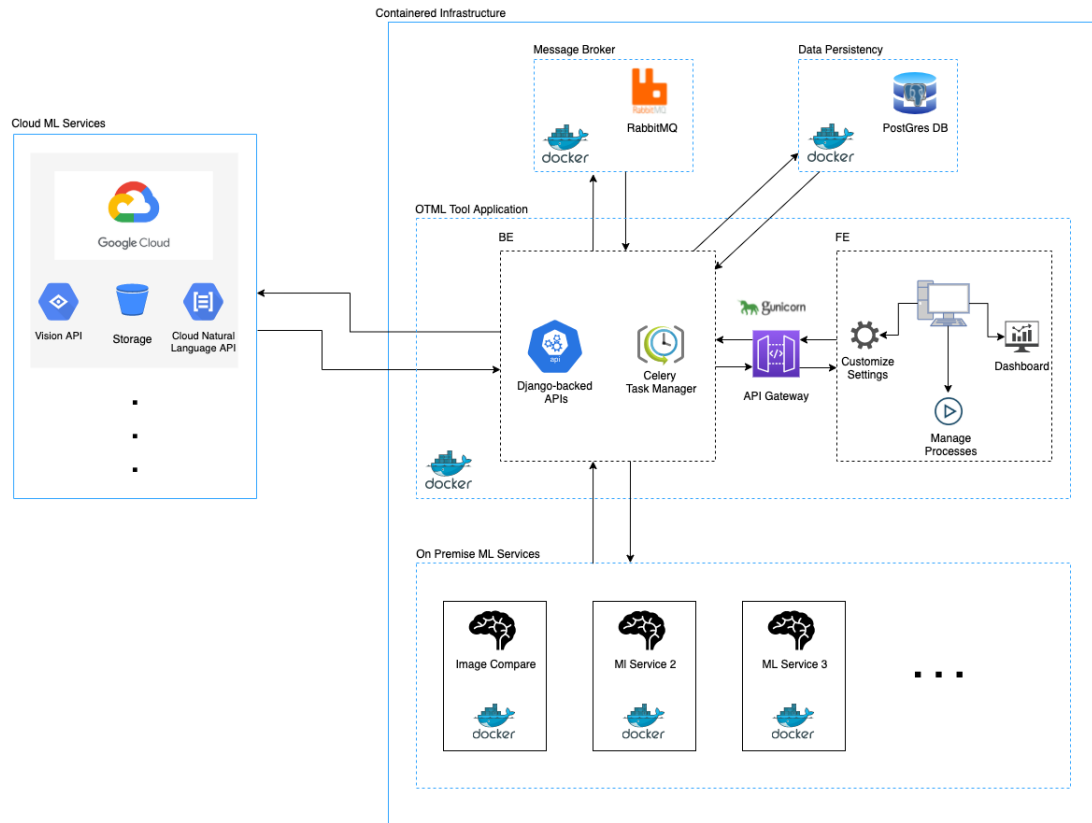 Containered Infrastructure
Message Broker
Data Persistency
RabbitMQ
RabbitMQ
docker
PostGres DB
docker
Cloud ML Services
Google Cloud
Vision API
Storage
Cloud Natural
Language API
OTML Tool Application
BE
FE
api
Django-backed
APIs
Celery
Task Manager
gunicorn
API Gateway
Customize
Settings
Dashboard
Manage
Processes
docker
On Premise ML Services
Image Compare
docker
Ml Service 2
docker
ML Service 3
docker